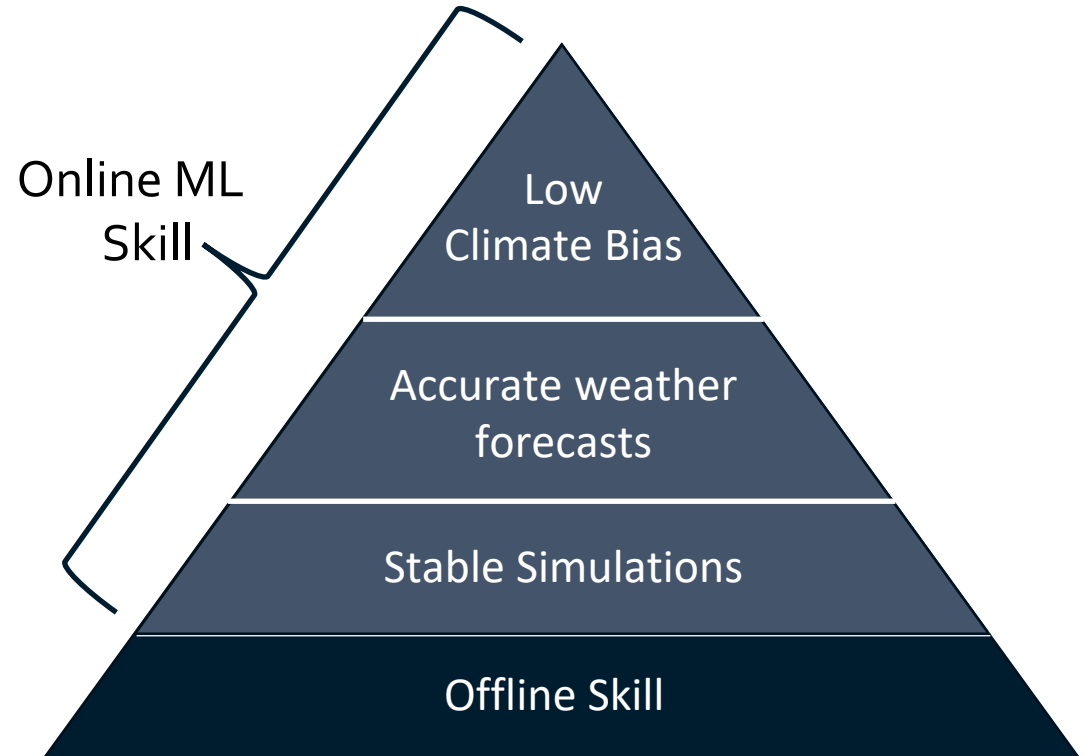 Online ML
Skill
Low
Climate Bias
Accurate weather
forecasts
Stable Simulations
Offline Skill